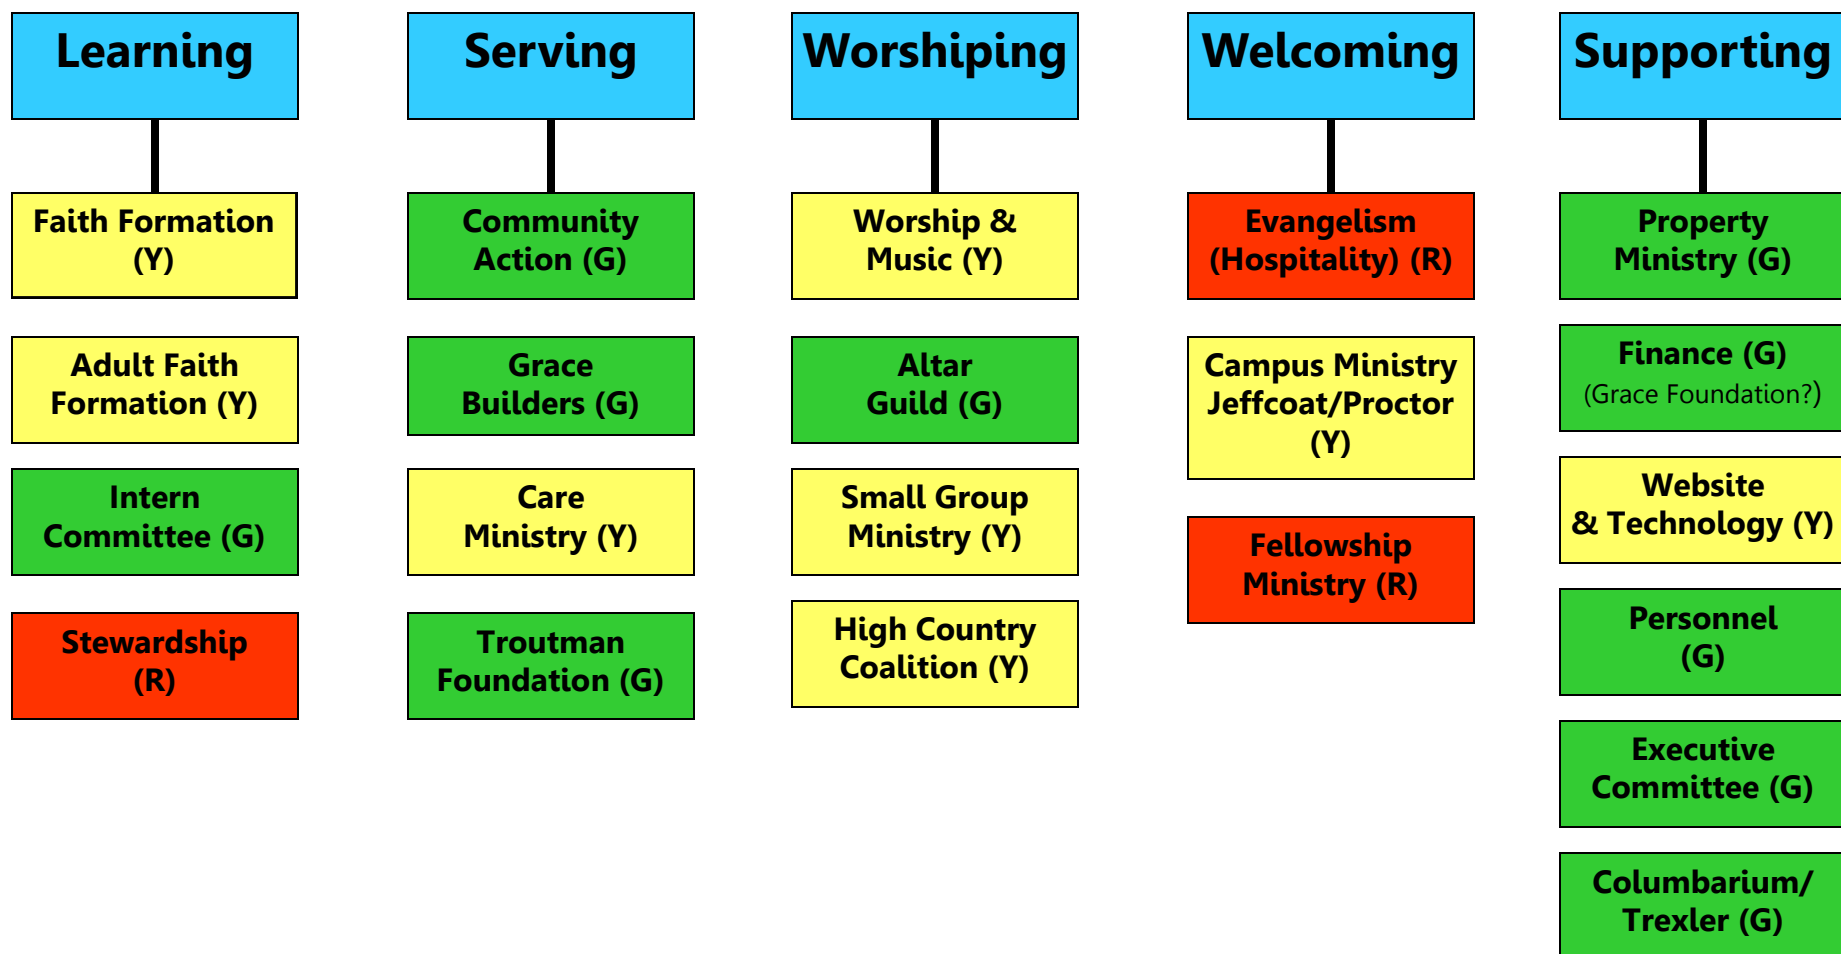 Learning
Faith Formation
(Y)
Adult Faith
Formation (Y)
Intern
Committee (G)
Stewardship
(R)
Serving
Community
Action (G)
Grace
Builders (G)
Care
Ministry (Y)
Troutman
Foundation (G)
Worshiping
Worship &
Music (Y)
Altar
Guild (G)
Small Group
Ministry (Y)
High Country
Coalition (Y)
Welcoming
Evangelism
(Hospitality) (R)
Campus Ministry
Jeffcoat/Proctor
(Y)
Fellowship
Ministry (R)
Supporting
Property
Ministry (G)
Finance (G)
(Grace Foundation?)
Website
& Technology (Y)
Personnel
(G)
Executive
Committee (G)
Columbarium/
Trexler (G)